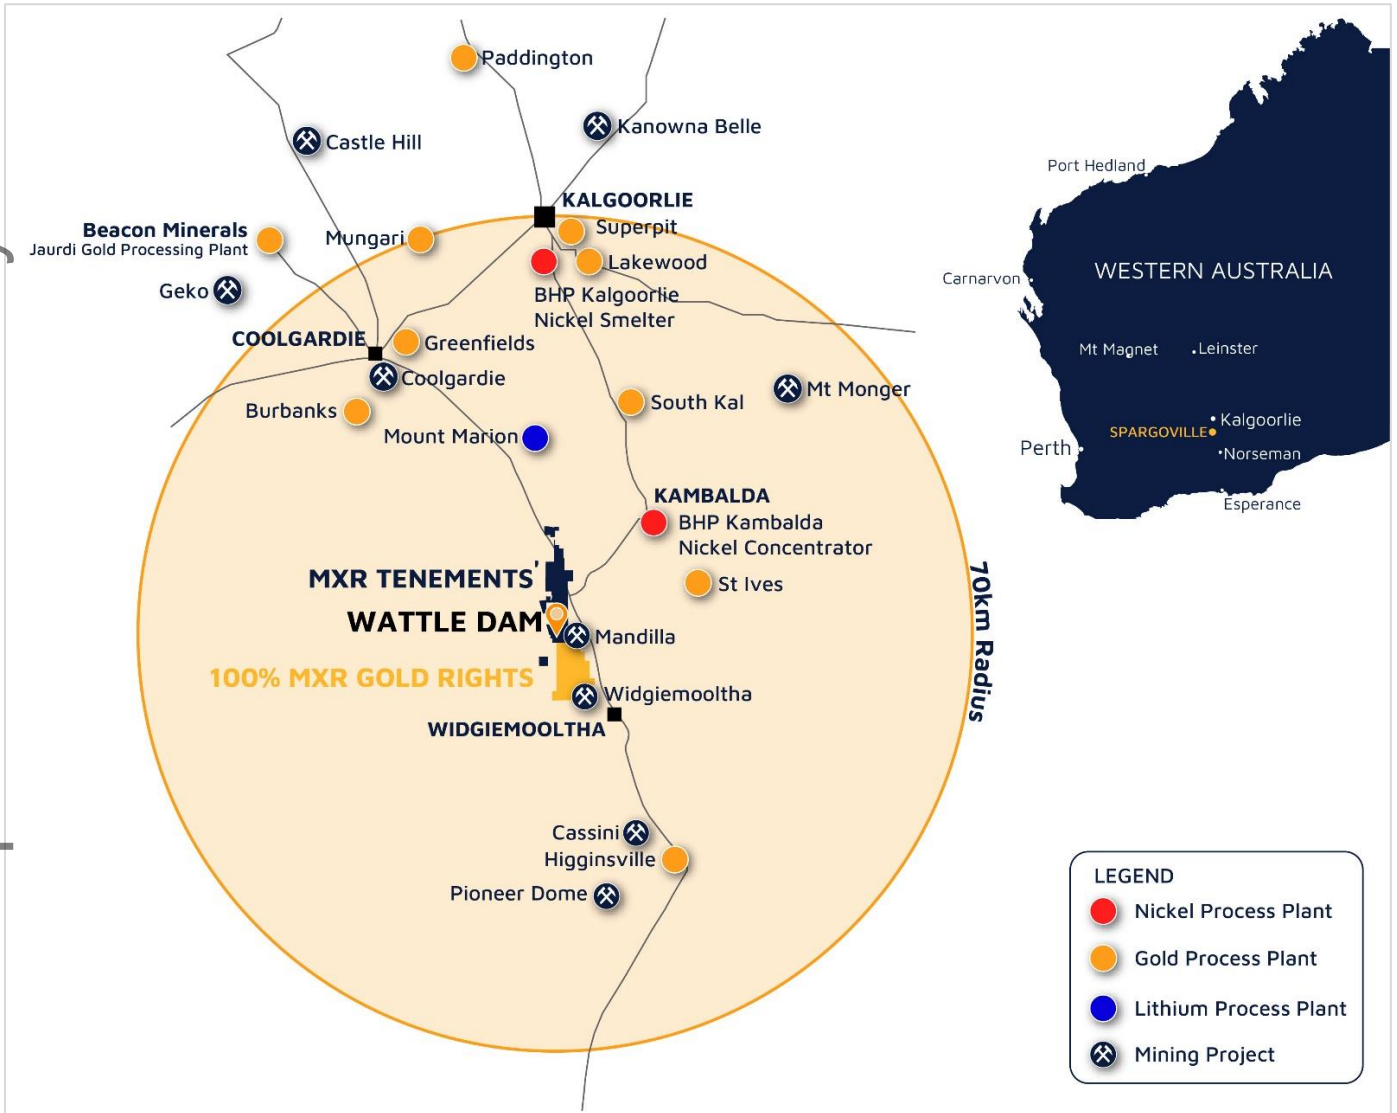 Paddington
Kanowna Belle
Castle Hill
KALGOORLIE
Superpit
Beacon Minerals
Jaurdi Gold Processing Plant
Mungari
Lakewood
Geko
BHP Kalgoorlie
Nickel Smelter
COOLGARDIE
Greenfields
Coolgardie
Mt Monger
Burbanks
South Kal
Mount Marion
KAMBALDA
BHP Kambalda
Nickel Concentrator
MXR TENEMENTS
St Ives
WATTLE DAM
Mandilla
100% MXR GOLD RIGHTS
Widgiemooltha
WIDGIEMOOLTHA
70km Radius
Cassini
Higginsville
Pioneer Dome
Port Hedland
WESTERN AUSTRALIA
Carnarvon
Mt Magnet
Leinster
Kalgoorlie
SPARGOVILLE
Perth
Norseman
Esperance
LEGEND
Nickel Process Plant
Gold Process Plant
Lithium Process Plant
Mining Project